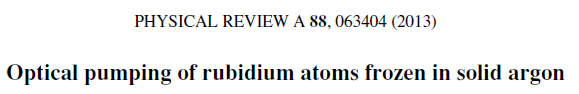 PHYSICAL REVIEW A 88, 063404 (2013)
Optical pumping of rubidium atoms frozen in solid argon